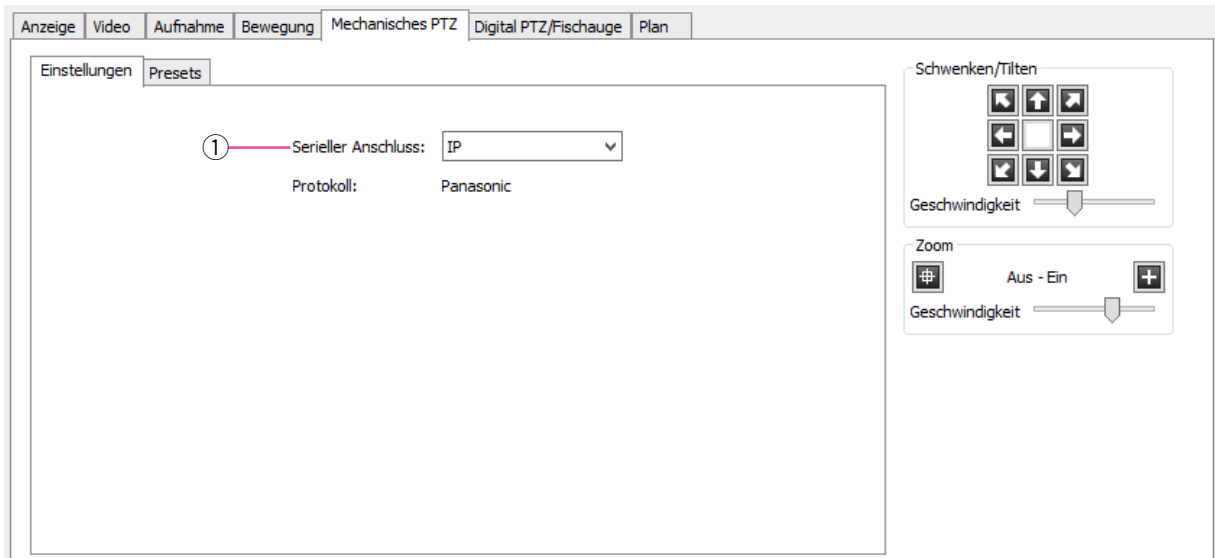 Anzeige Video Aufnahme Bewegung Mechanisches PTZ Digital PTZ/Fischauge Plan
Einstellungen Presets
① Serieller Anschluss: IP
Protokoll: Panasonic
Schwenken/Tilten
Geschwindigkeit
Zoom
Aus - Ein
Geschwindigkeit